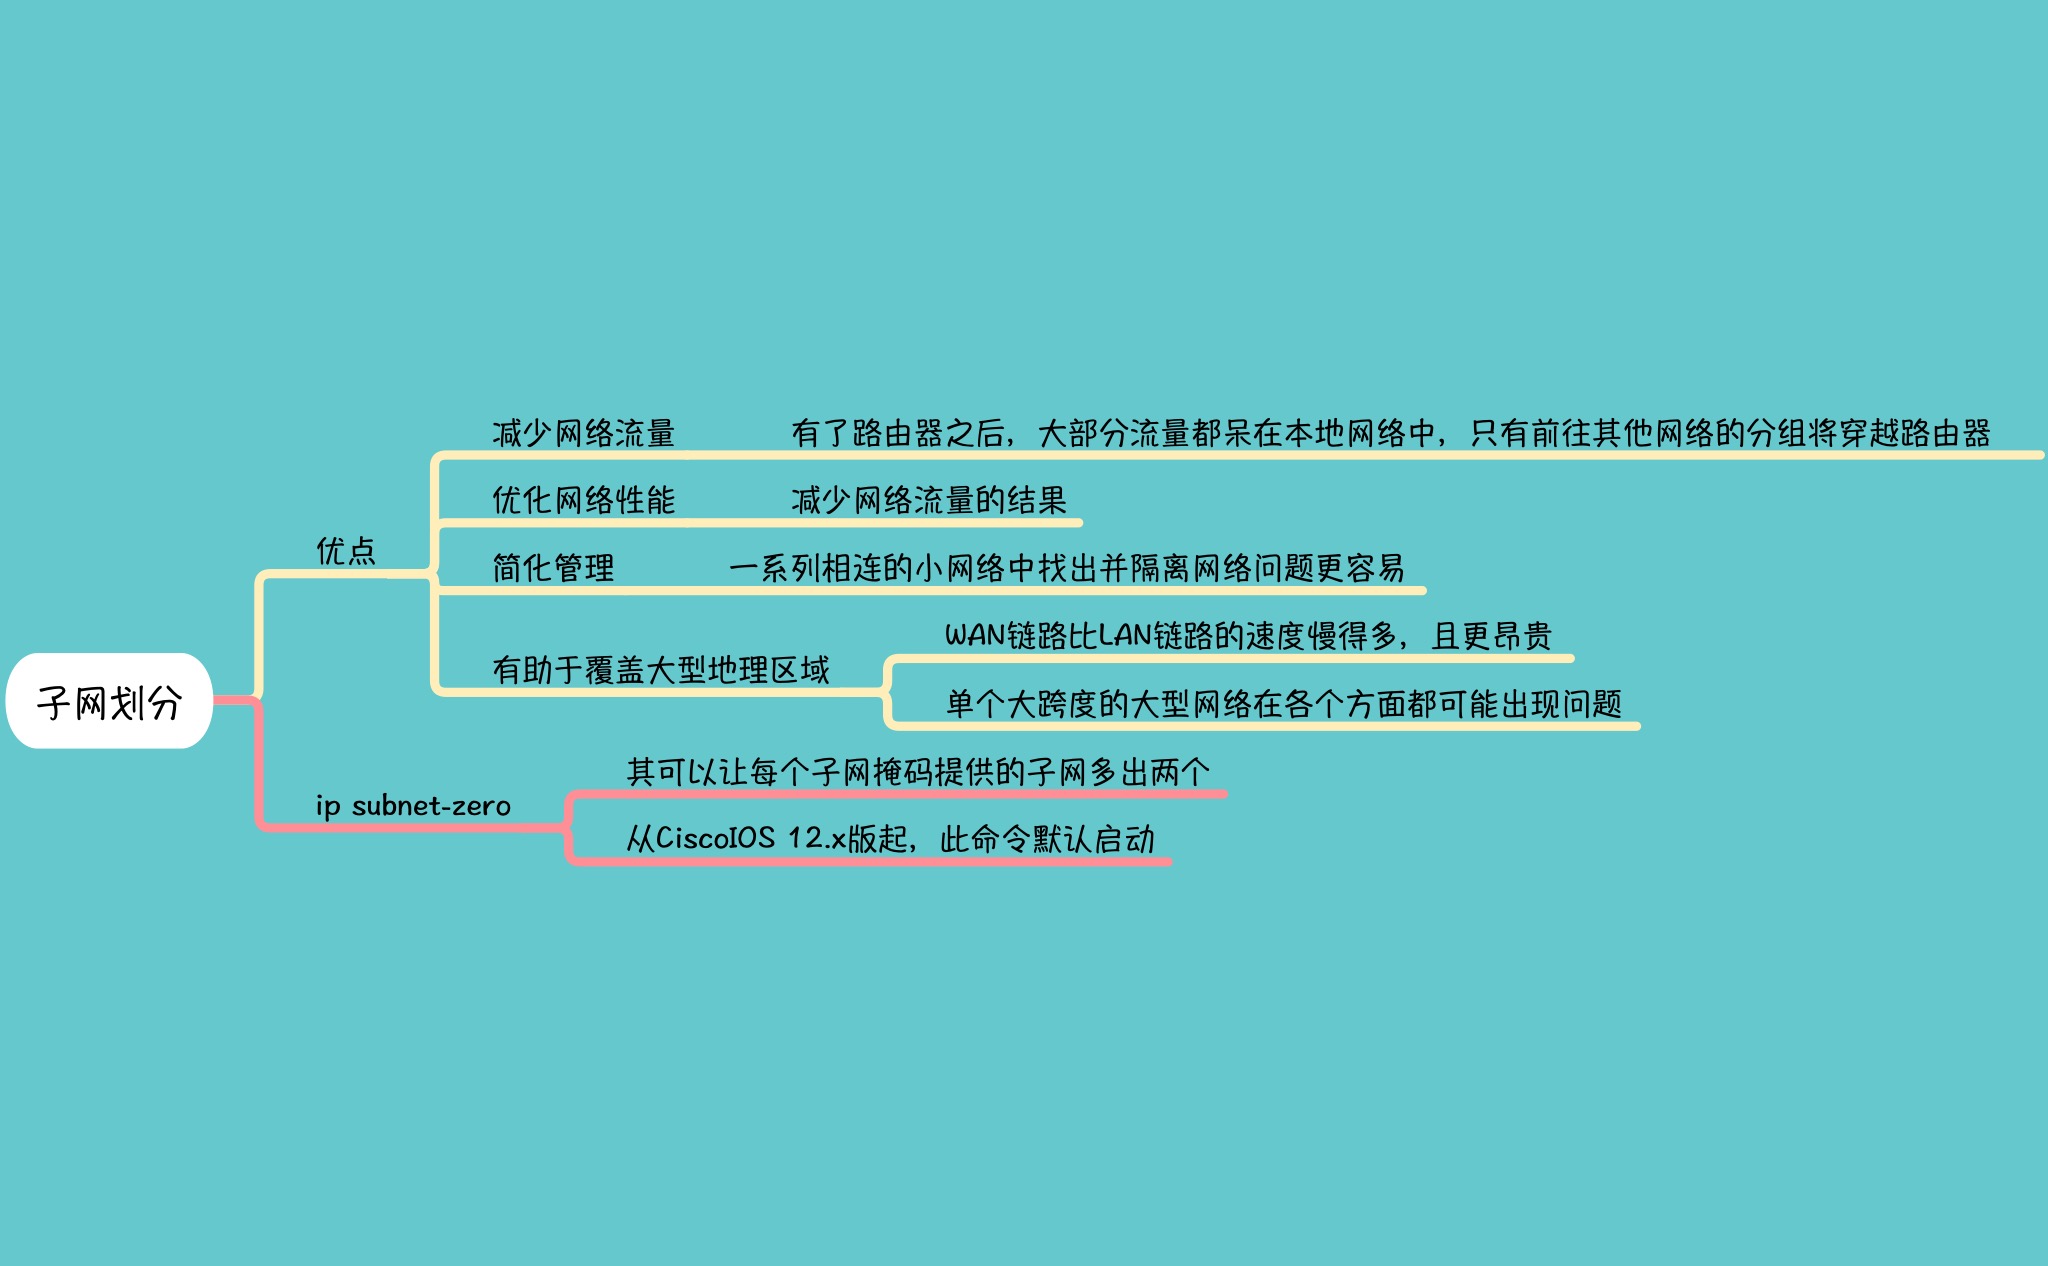 减少网络流量 有了路由器之后，大部分流量都呆在本地网络中，只有前往其他网络的分组将穿越路由器
优化网络性能 减少网络流量的结果
优点
简化管理 一系列相连的小网络中找出并隔离网络问题更容易
WAN链路比LAN链路的速度慢得多，且更昂贵
有助于覆盖大型地理区域
单个大跨度的大型网络在各个方面都可能出现问题
子网划分
其可以让每个子网掩码提供的子网多出两个
ip subnet-zero
从CiscoIOS 12.x版起，此命令默认启动